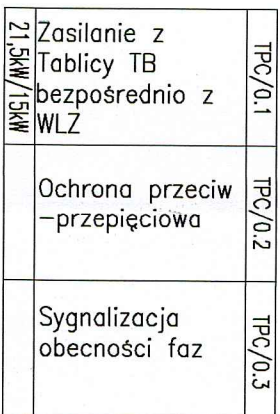 21,5kW/15kW
Zasilanie z
Tablicy TB
bezpośrednio z
WLZ
TPC/0.1
Ochrona przeciw
-przepięciowa
TPC/0.2
Sygnalizacja
obecności faz
TPC/0.3